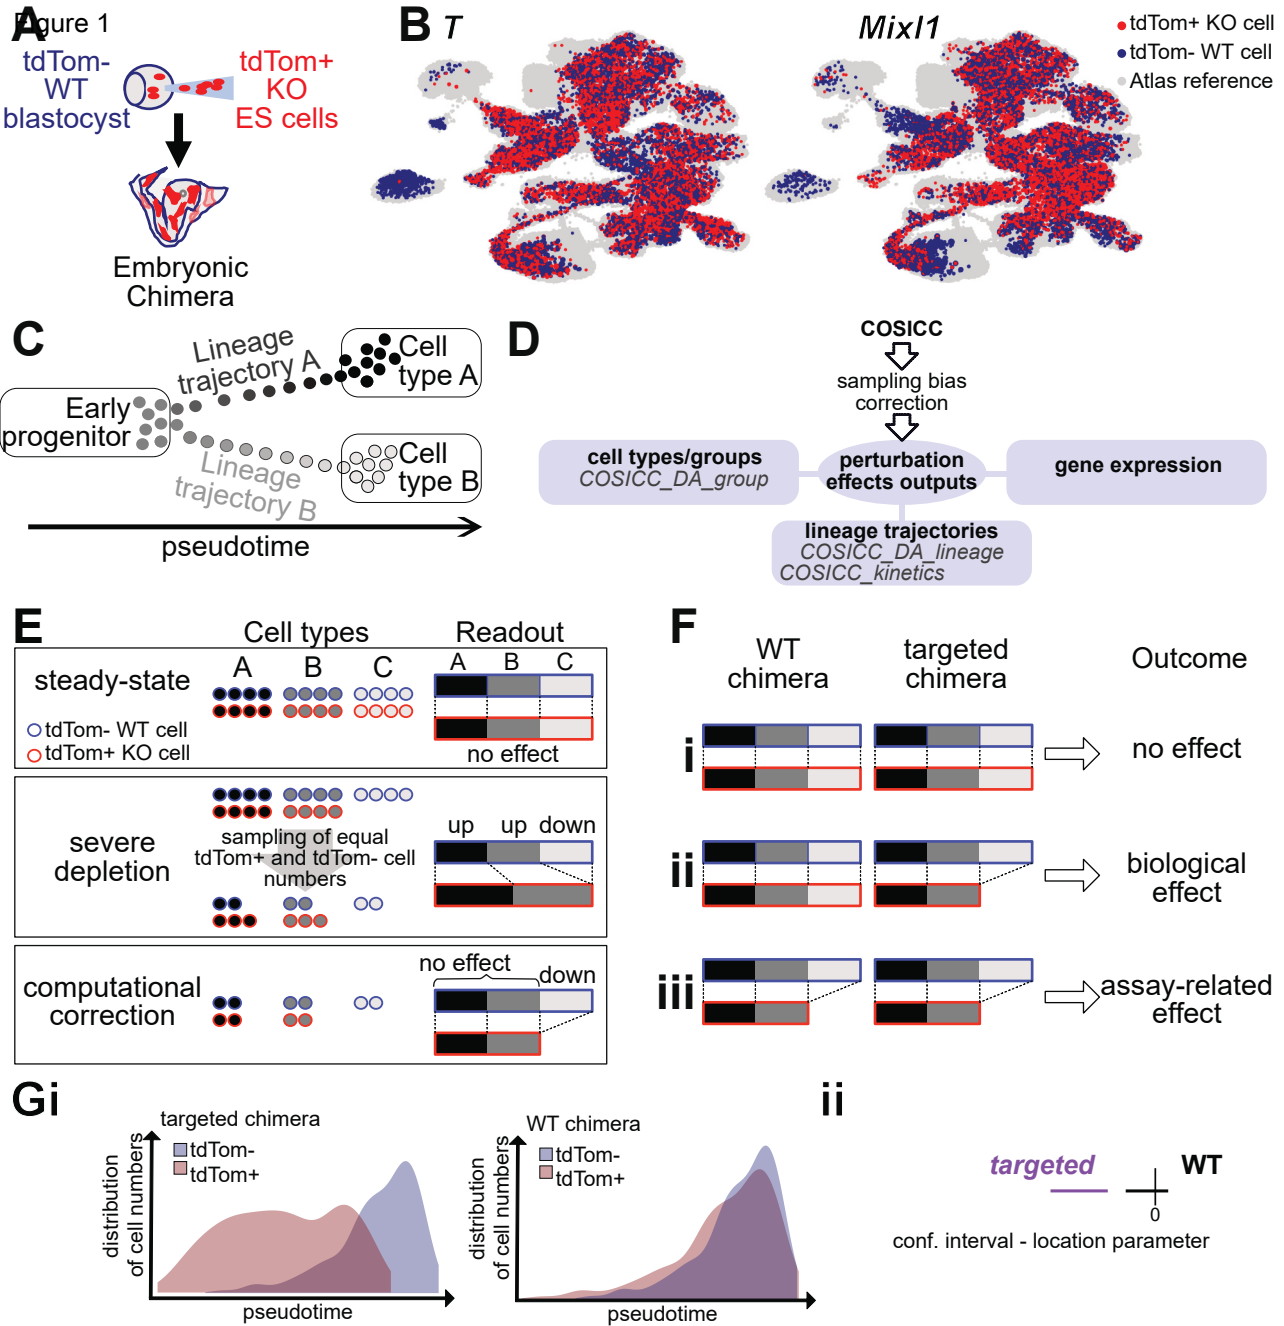 Figure 1
A
tdTom-
WT
blastocyst
tdTom+
KO
ES cells
Embryonic
Chimera
B
T
Mixl1
tdTom+ KO cell
tdTom- WT cell
Atlas reference
C
Lineage
trajectory A
Cell
type A
Early
progenitor
Lineage
trajectory B
Cell
type B
pseudotime
D
COSICC
sampling bias
correction
cell types/groups
COSICC_DA_group
perturbation
effects outputs
gene expression
lineage trajectories
COSICC_DA_lineage
COSICC_kinetics
E
Cell types
Readout
steady-state
A B C
A B C
tdTom- WT cell
tdTom+ KO cell
no effect
severe
depletion
sampling of equal
tdTom+ and tdTom- cell
numbers
up up down
computational
correction
no effect
down
F
WT
chimera
targeted
chimera
Outcome
i
no effect
ii
biological
effect
iii
assay-related
effect
Gi
targeted chimera
tdTom-
tdTom+
distribution
of cell numbers
pseudotime
WT chimera
tdTom-
tdTom+
distribution
of cell numbers
pseudotime
ii
targeted
WT
0
conf. interval - location parameter